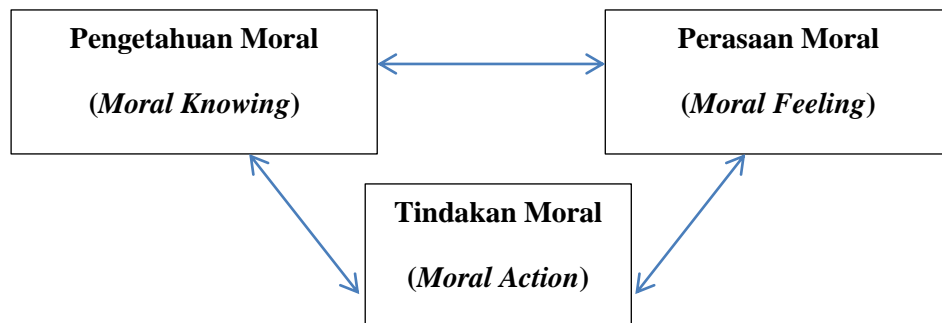 Pengetahuan Moral
(Moral Knowing)
Perasaan Moral
(Moral Feeling)
Tindakan Moral
(Moral Action)